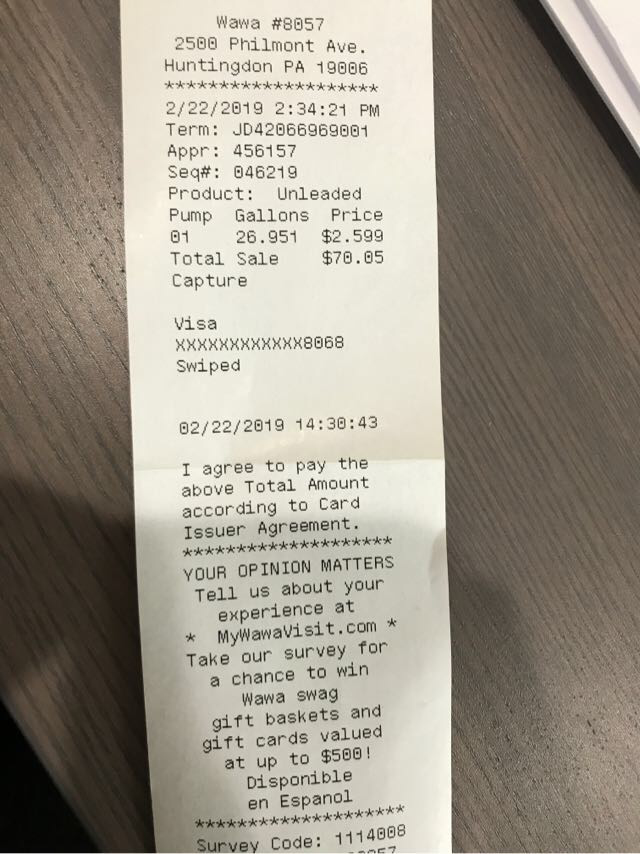 Wawa #8057
2500 Philmont Ave.
Huntingdon PA 19006
********************
2/22/2019 2:34:21 PM
Term: JD42066969001
Appr: 456157
Seq#: 046219
Product:  Unleaded
Pump  Gallons  Price
01    26.951  $2.599
Total Sale    $70.05
Capture
Visa
XXXXXXXXXXXX8068
Swiped
02/22/2019 14:30:43
I agree to pay the
above Total Amount
according to Card
Issuer Agreement.
********************
YOUR OPINION MATTERS
Tell us about your
experience at
* MyWawaVisit.com *
Take our survey for
a chance to win
Wawa swag
gift baskets and
gift cards valued
at up to $500!
Disponible
en Espanol
********************
Survey Code: 1114008